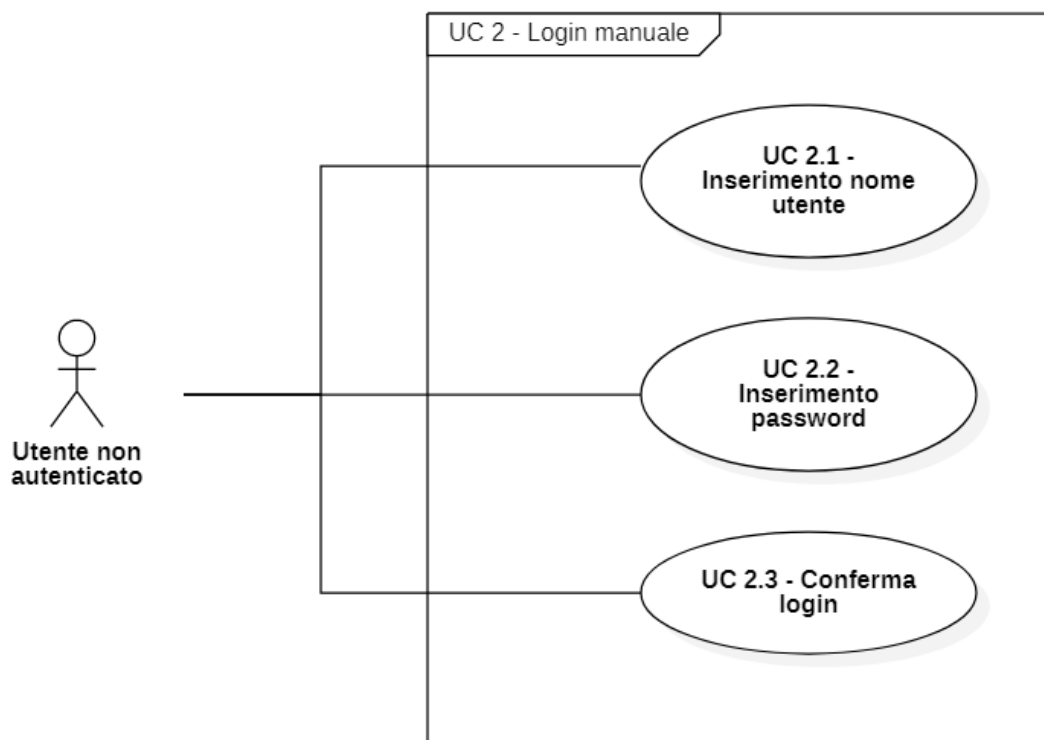 UC 2 - Login manuale
UC 2.1 -
Inserimento nome
utente
UC 2.2 -
Inserimento
password
Utente non
autenticato
UC 2.3 - Conferma
login